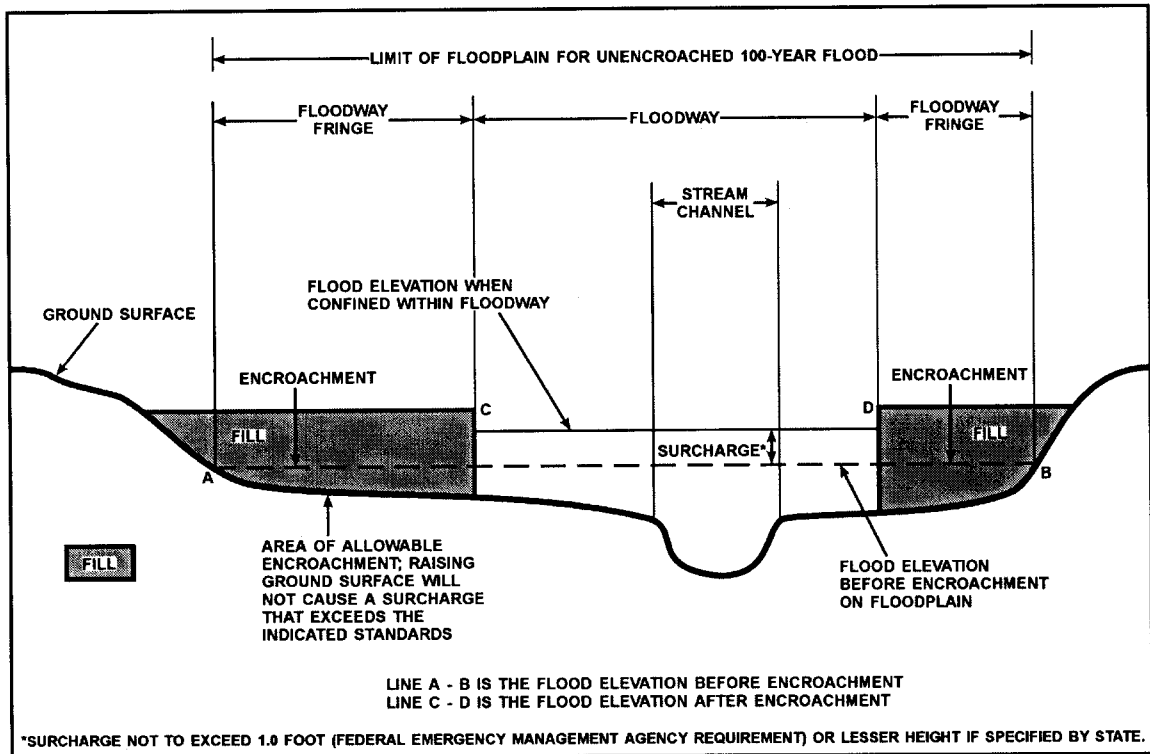 LIMIT OF FLOODPLAIN FOR UNENCROACHED 100-YEAR FLOOD
FLOODWAY
FRINGE
FLOODWAY
FLOODWAY
FRINGE
STREAM
CHANNEL
FLOOD ELEVATION WHEN
CONFINED WITHIN FLOODWAY
GROUND SURFACE
ENCROACHMENT
ENCROACHMENT
C
D
FILL
SURCHARGE*
FILL
A
B
AREA OF ALLOWABLE
ENCROACHMENT; RAISING
GROUND SURFACE WILL
NOT CAUSE A SURCHARGE
THAT EXCEEDS THE
INDICATED STANDARDS
FILL
FLOOD ELEVATION
BEFORE ENCROACHMENT
ON FLOODPLAIN
LINE A - B IS THE FLOOD ELEVATION BEFORE ENCROACHMENT
LINE C - D IS THE FLOOD ELEVATION AFTER ENCROACHMENT
*SURCHARGE NOT TO EXCEED 1.0 FOOT (FEDERAL EMERGENCY MANAGEMENT AGENCY REQUIREMENT) OR LESSER HEIGHT IF SPECIFIED BY STATE.